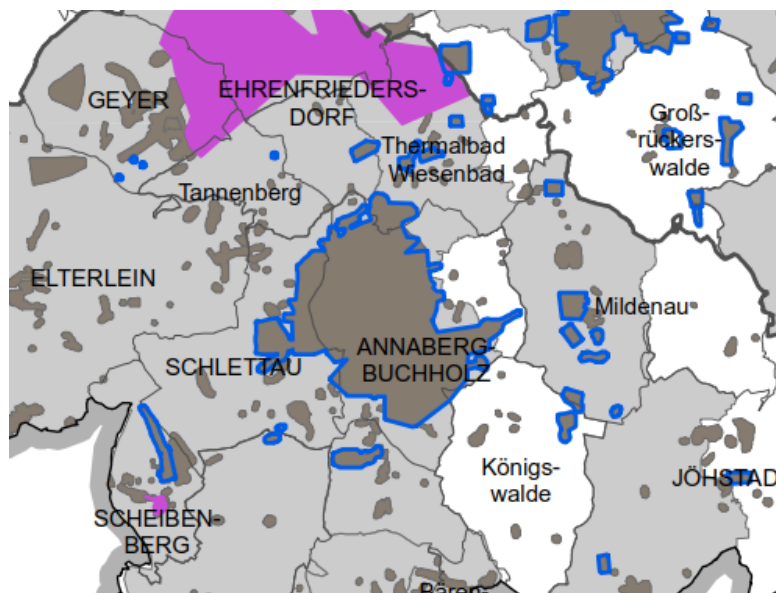 GEYER
EHRENFRIEDERS-
DORF
Groß-
rückers-
walde
Thermalbad
Wiesenbad
Tannenberg
ELTERLEIN
Mildenau
SCHLETTAU
ANNABERG-
BUCHHOLZ
Königs-
walde
JÖHSTAD
SCHEIBEN-
BERG
Bären-